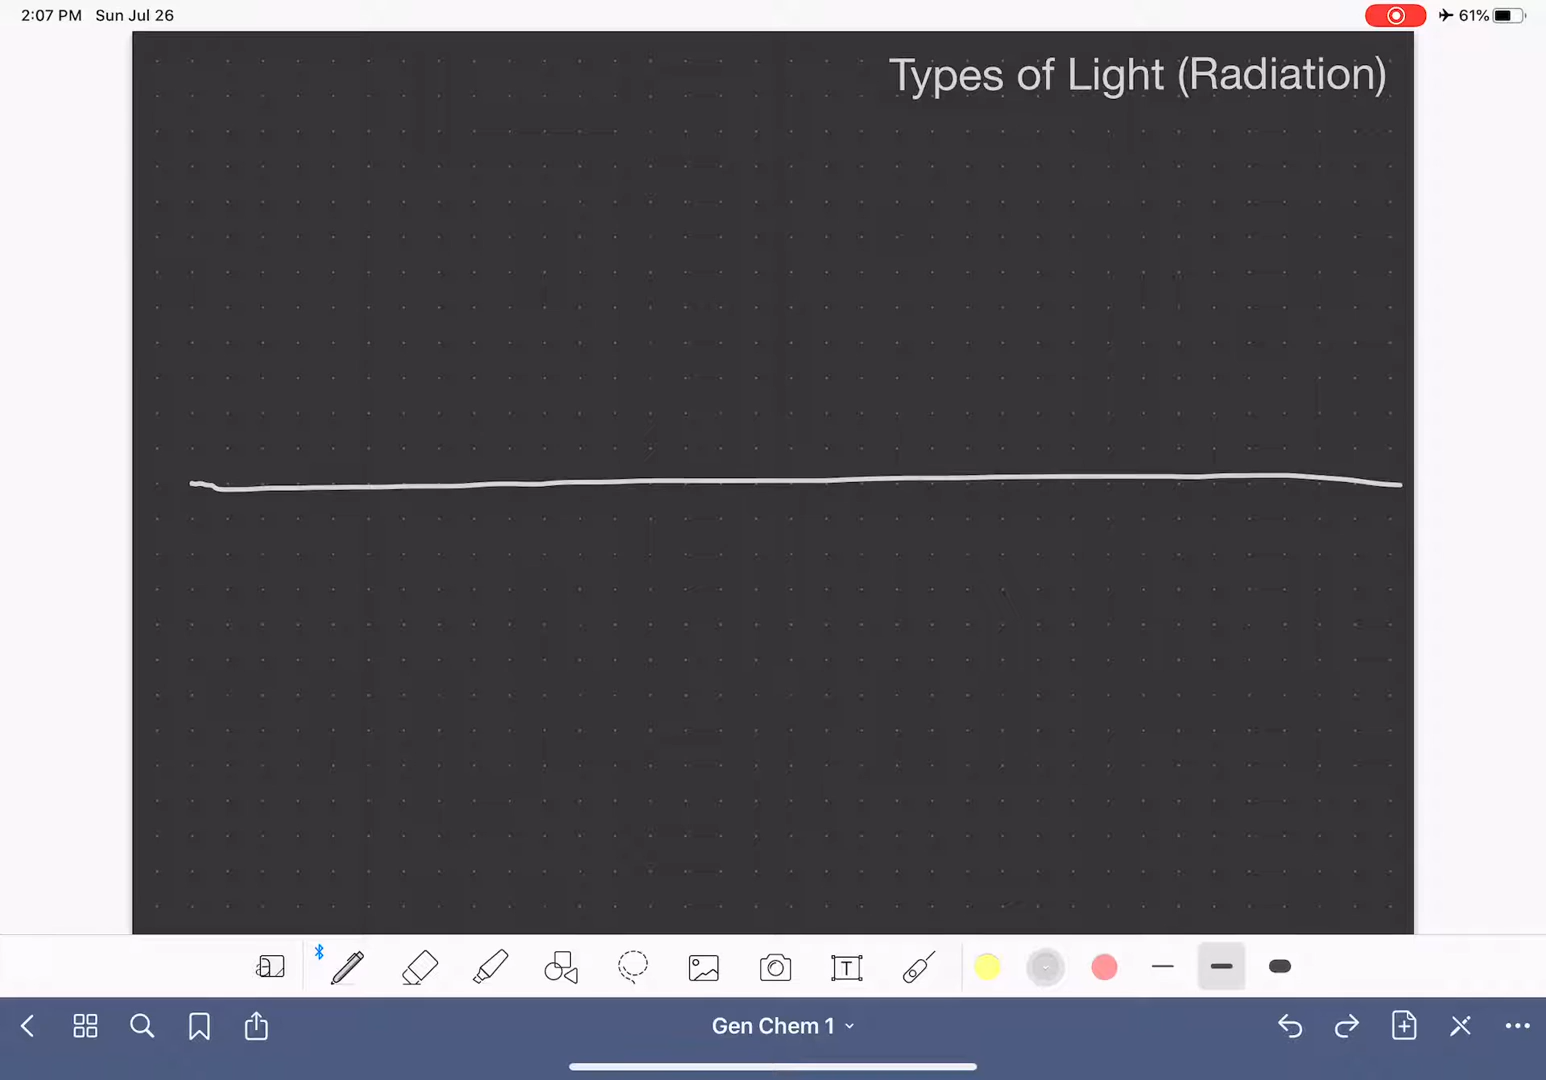 2:07 PM Sun Jul 26
61%
Types of Light (Radiation)
T
Gen Chem 1